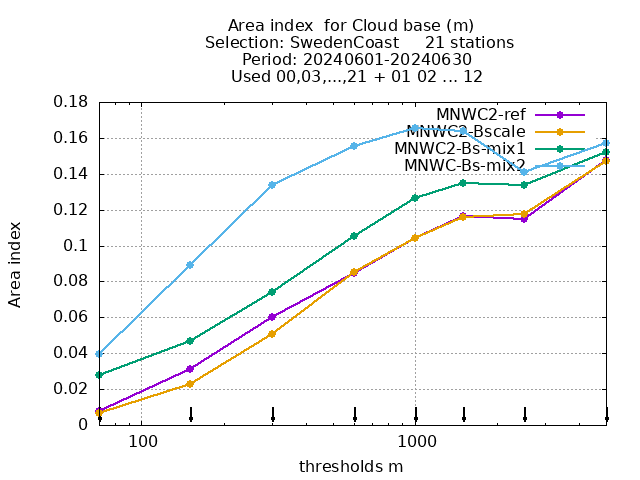 Area index  for Cloud base (m)
Selection: SwedenCoast     21 stations
Period: 20240601-20240630
Used 00,03,...,21 + 01 02 ... 12
MNWC2-ref
MNWC2-Bscale
MNWC2-Bs-mix1
MNWC-Bs-mix2
Area index
0.18
0.16
0.14
0.12
0.1
0.08
0.06
0.04
0.02
0
100
1000
thresholds m